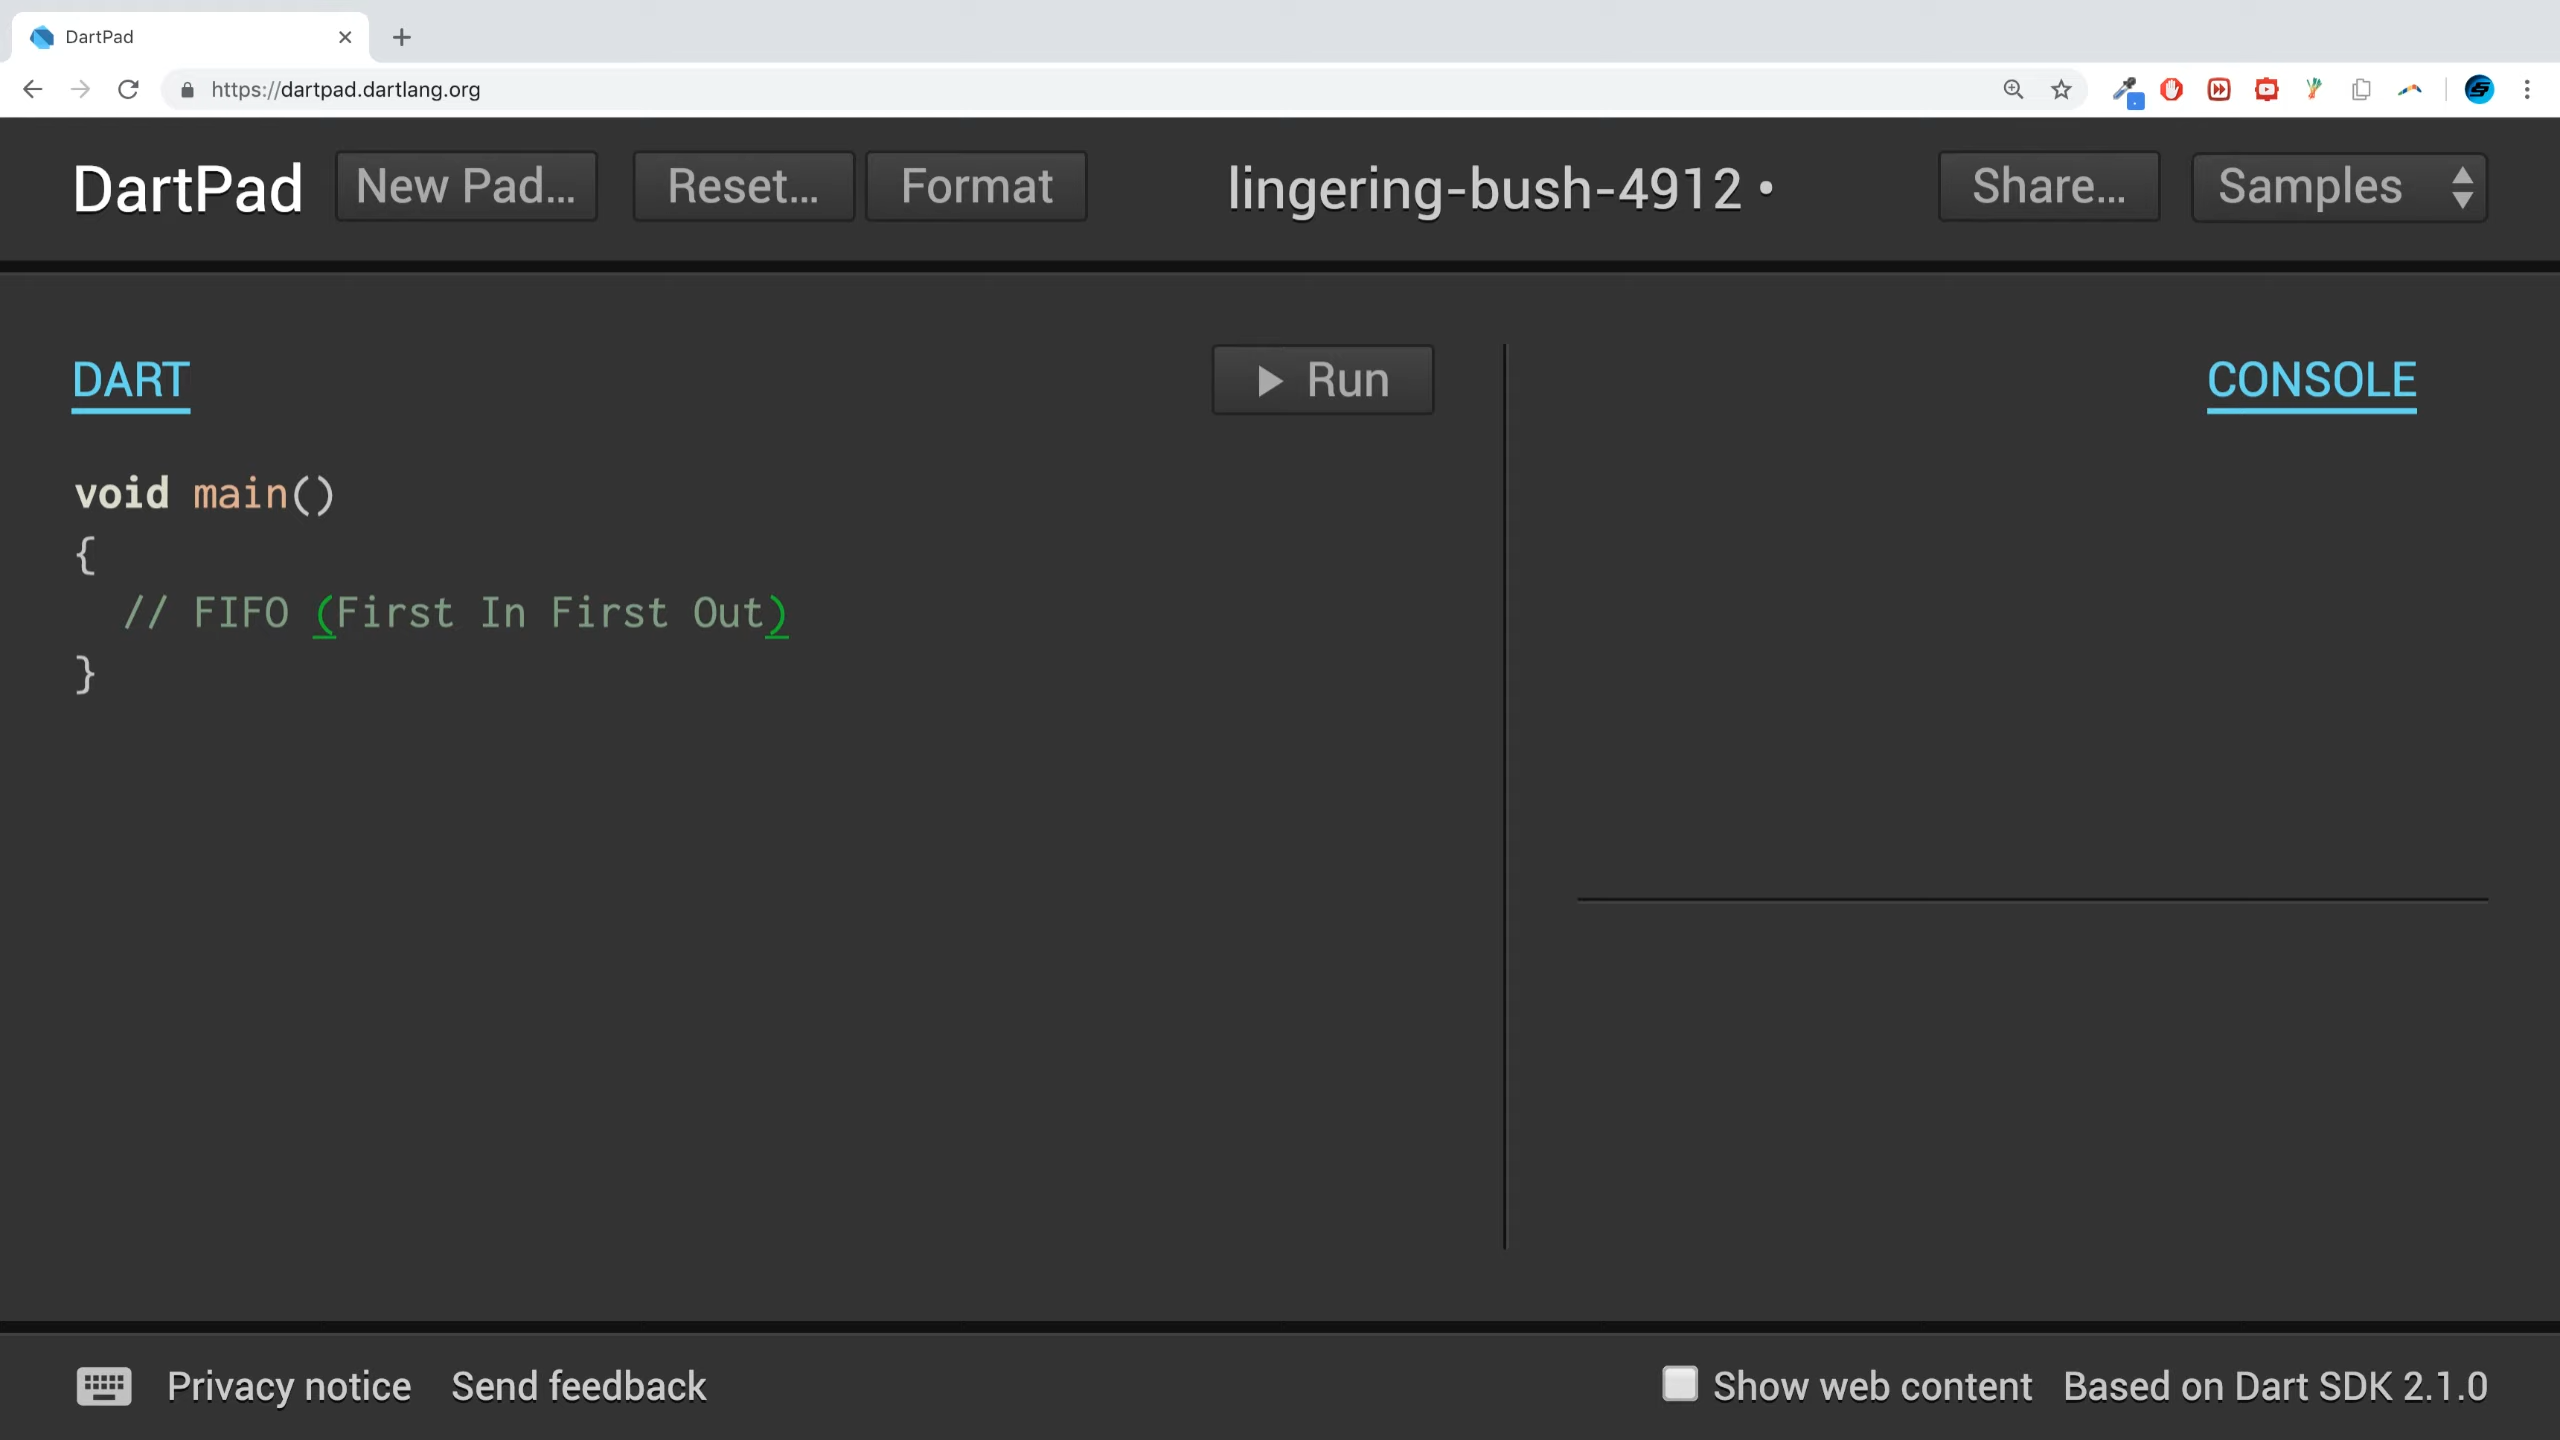 DartPad
https://dartpad.dartlang.org
DartPad New Pad... Reset... Format lingering-bush-4912 • Share... Samples
DART Run CONSOLE
void main()
{
// FIFO (First In First Out)
}
Privacy notice Send feedback Show web content Based on Dart SDK 2.1.0